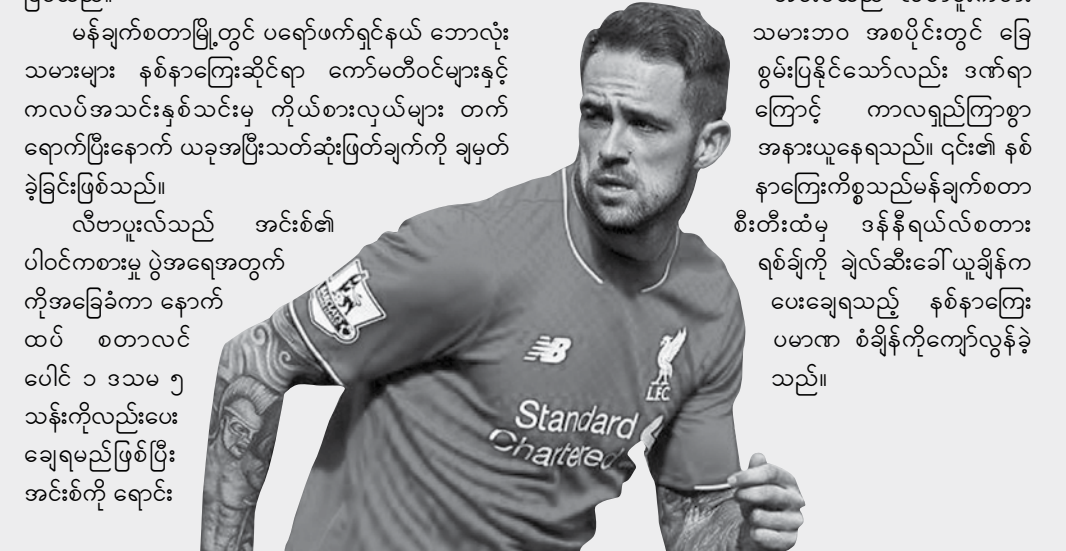 မန်ချက်စတာမြို့တွင် ပရော်ဖက်ရှင်နယ် ဘောလုံး
သမားများ နစ်နာကြေးဆိုင်ရာ ကော်မတီဝင်များနှင့်
ကလပ်အသင်းနှစ်သင်းမှ ကိုယ်စားလှယ်များ တက်
ရောက်ပြီးနောက် ယခုအပြီးသတ်ဆုံးဖြတ်ချက်ကို ချမှတ်
ခဲ့ခြင်းဖြစ်သည်။
လီဗာပူးလ်သည် အင်းစ်၏
ပါဝင်ကစားမှု ပွဲအရေအတွက်
ကိုအခြေခံကာ နောက်
ထပ် စတာလင်
ပေါင် ၁ ဒသမ ၅
သန်းကိုလည်းပေး
ချေရမည်ဖြစ်ပြီး
အင်းစ်ကို ရောင်း
သမားဘဝ အစပိုင်းတွင် ခြေ
စွမ်းပြနိုင်သော်လည်း ဒဏ်ရာ
ကြောင့် ကာလရှည်ကြာစွာ
အနားယူနေရသည်။ ၎င်း၏ နစ်
နာကြေးကိစ္စသည်မန်ချက်စတာ
စီးတီးထံမှ ဒန်နီရယ်လ်စတား
ရစ်ချ်ကို ချဲလ်ဆီးခေါ်ယူချိန်က
ပေးချေရသည့် နစ်နာကြေး
ပမာဏ စံချိန်ကိုကျော်လွန်ခဲ့
သည်။
BARCLAYS
NB
L.F.C.
Standard
Chartered